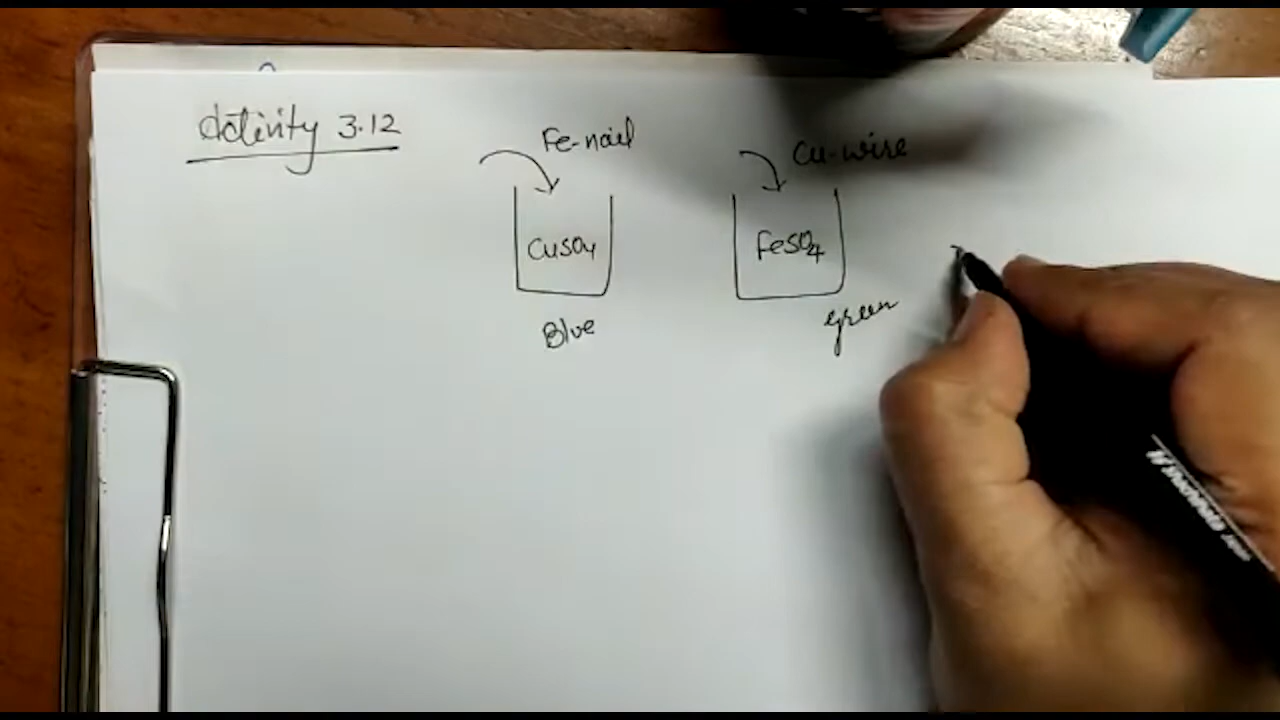 Activity 3.12
Fe-nail
Cu-wire
CuSO4
FeSO4
Blue
green